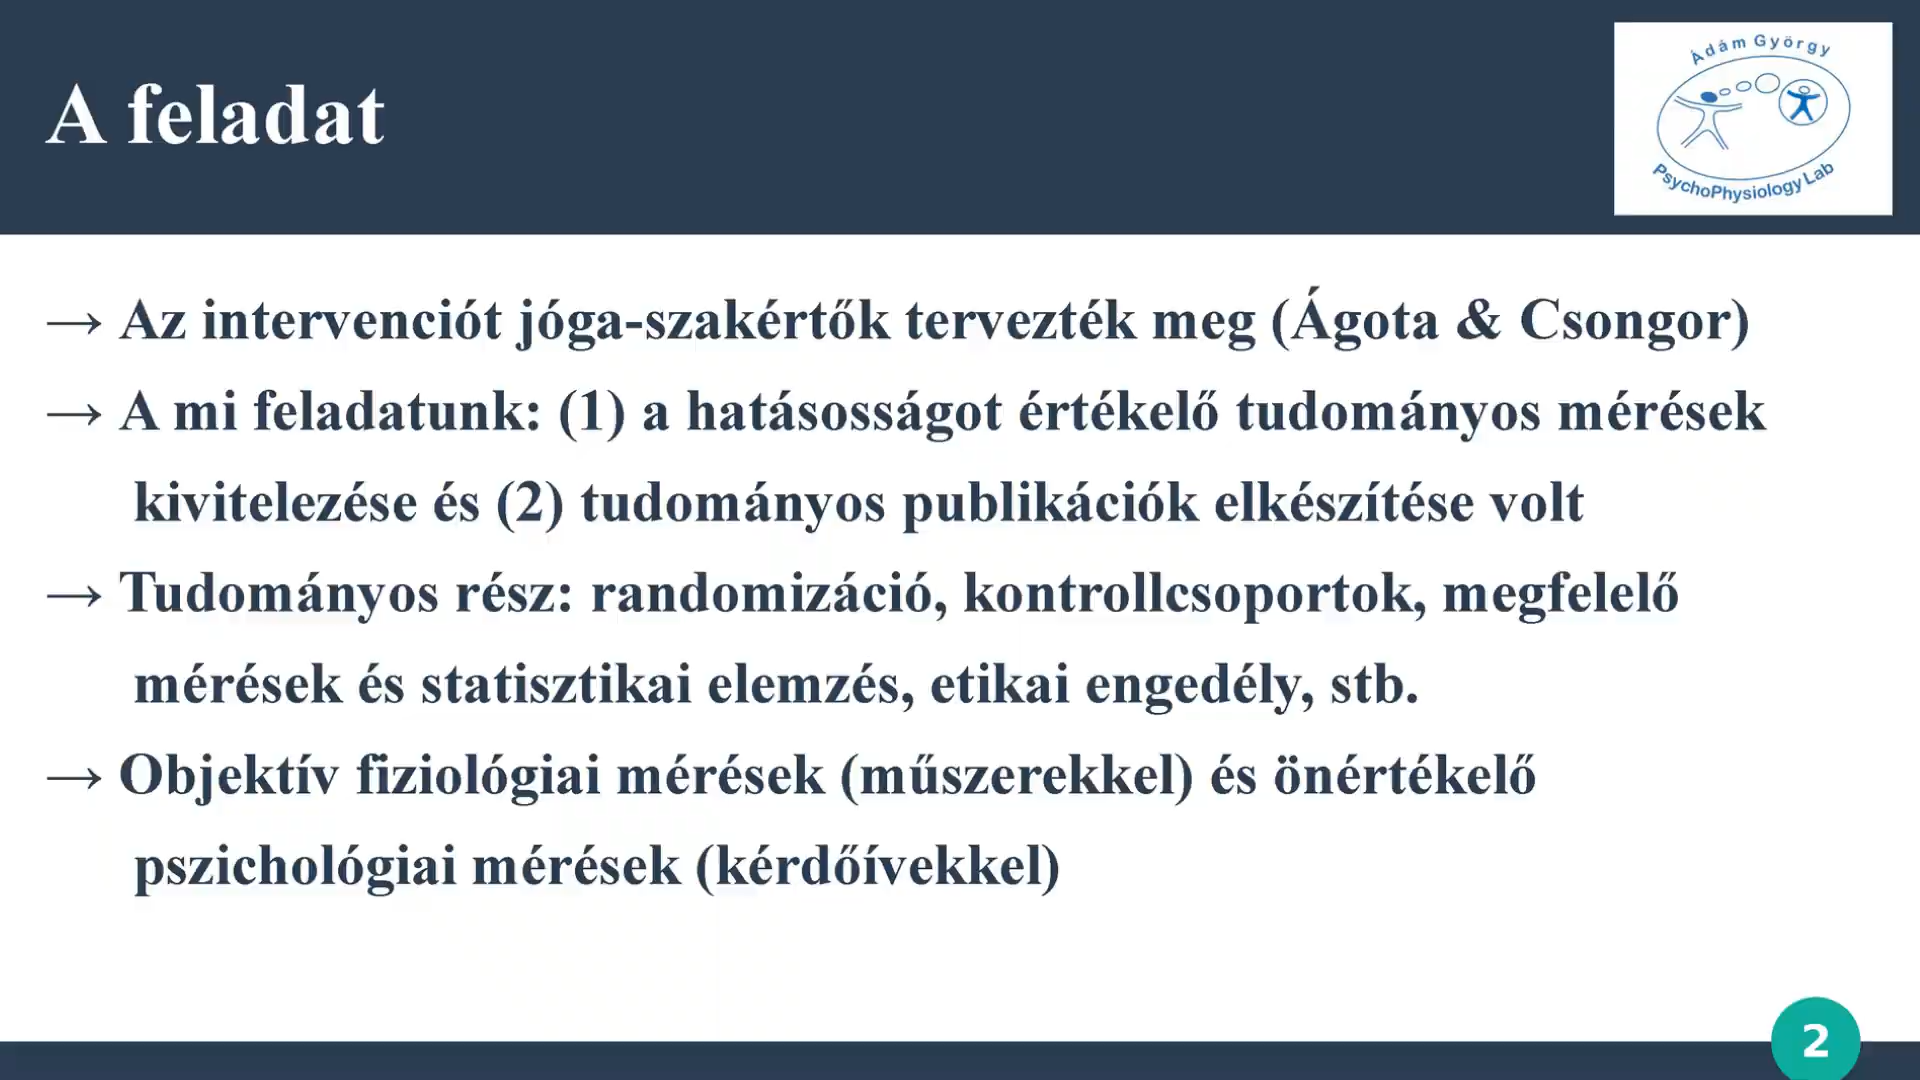 A feladat
Ádám György
PsychoPhysiology Lab
→ Az intervenciót jóga-szakértők tervezték meg (Ágota & Csongor)
→ A mi feladatunk: (1) a hatásosságot értékelő tudományos mérések
kivitelezése és (2) tudományos publikációk elkészítése volt
→ Tudományos rész: randomizáció, kontrollcsoportok, megfelelő
mérések és statisztikai elemzés, etikai engedély, stb.
→ Objektív fiziológiai mérések (műszerekkel) és önértékelő
pszichológiai mérések (kérdőívekkel)
2